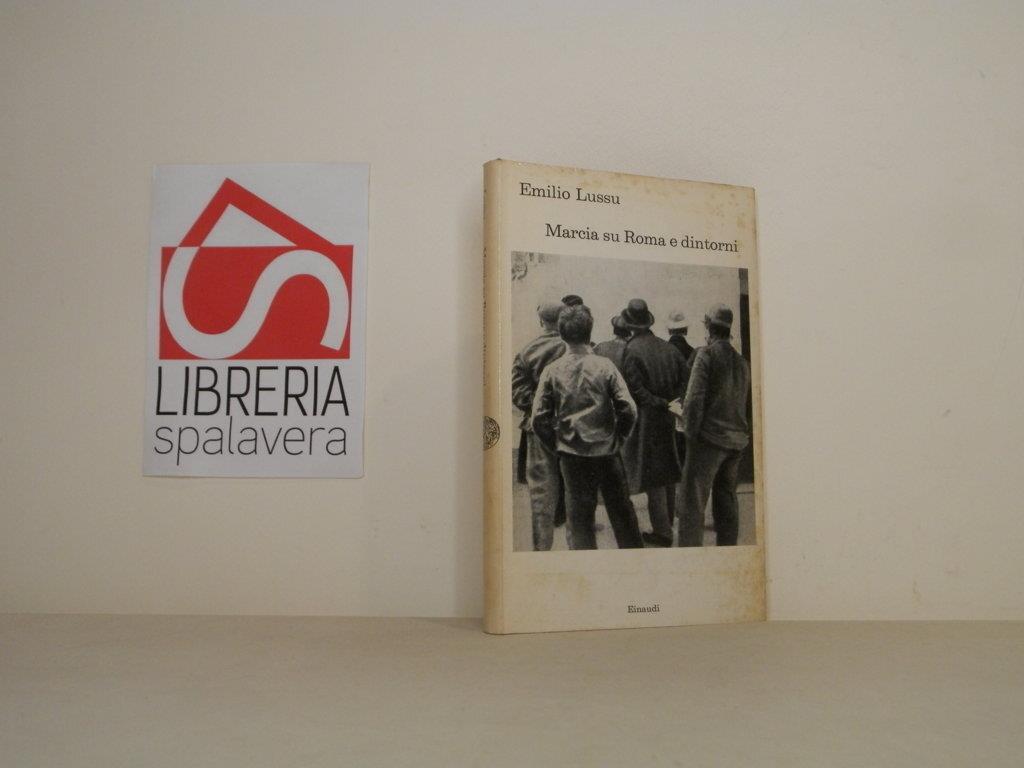 LIBRERIA
spalavera
Emilio Lussu
Marcia su Roma e dintorni
Einaudi